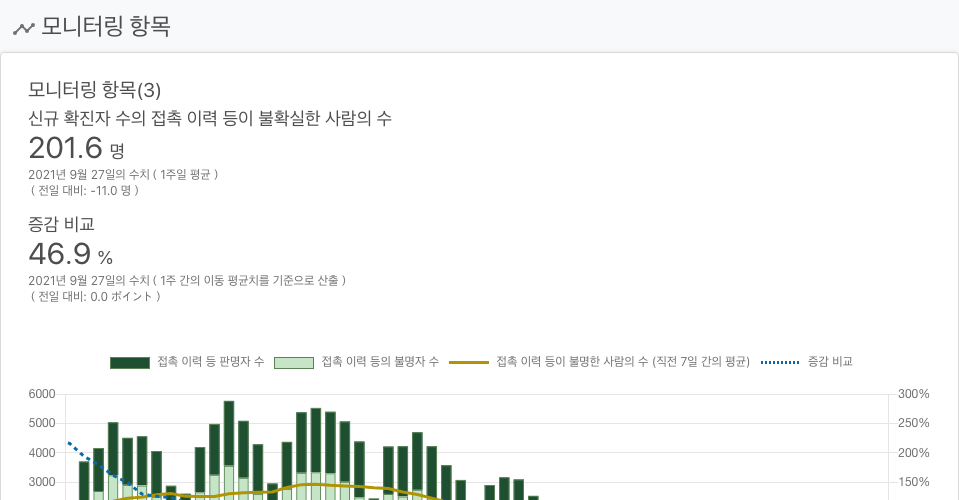 모니터링 항목
모니터링 항목(3)
신규 확진자 수의 접촉 이력 등이 불확실한 사람의 수
201.6 명
2021년 9월 27일의 수치 ( 1주일 평균 )
( 전일 대비: -11.0 명 )
증감 비교
46.9 %
2021년 9월 27일의 수치 ( 1주 간의 이동 평균치를 기준으로 산출 )
( 전일 대비: 0.0 ポイント )
접촉 이력 등 판명자 수 접촉 이력 등의 불명자 수 접촉 이력 등이 불명한 사람의 수 (직전 7일 간의 평균) 증감 비교
6000 300%
5000 250%
4000 200%
3000 150%